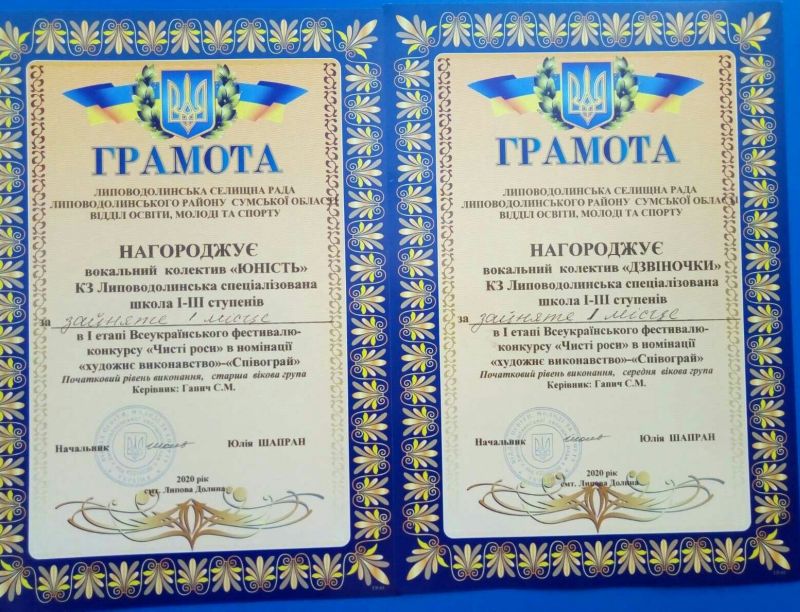 ГРАМОТА
ЛИПОВОДОЛИНСЬКА СЕЛИЩНА РАДА
ЛИПОВОДОЛИНСЬКОГО РАЙОНУ СУМСЬКОЇ ОБЛАСТІ
ВІДДІЛ ОСВІТИ, МОЛОДІ ТА СПОРТУ
НАГОРОДЖУЄ
вокальний колектив «ЮНІСТЬ»
КЗ Липоводолинська спеціалізована
школа І-ІІІ ступенів
за зайняте І місце
в І етапі Всеукраїнського фестивалю-
конкурсу «Чисті роси» в номінації
«художнє виконавство»-«Співограй»
Початковий рівень виконання, старша вікова група
Керівник: Гапич С.М.
Начальник Юлія ШАПРАН
2020 рік
смт. Липова Долина
ГРАМОТА
ЛИПОВОДОЛИНСЬКА СЕЛИЩНА РАДА
ЛИПОВОДОЛИНСЬКОГО РАЙОНУ СУМСЬКОЇ ОБЛАСТІ
ВІДДІЛ ОСВІТИ, МОЛОДІ ТА СПОРТУ
НАГОРОДЖУЄ
вокальний колектив «ДЗВІНОЧКИ»
КЗ Липоводолинська спеціалізована
школа І-ІІІ ступенів
за зайняте І місце
в І етапі Всеукраїнського фестивалю-
конкурсу «Чисті роси» в номінації
«художнє виконавство»-«Співограй»
Початковий рівень виконання, середня вікова група
Керівник: Гапич С.М.
Начальник Юлія ШАПРАН
2020 рік
смт. Липова Долина